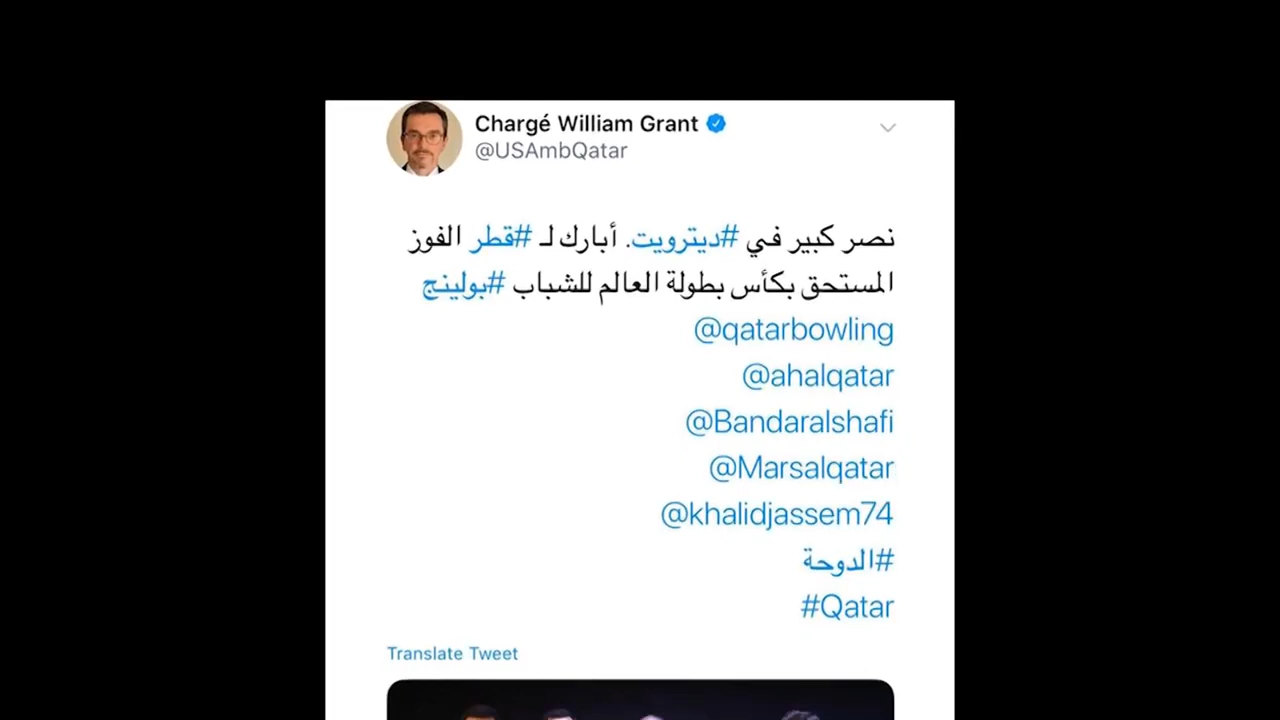 Chargé William Grant
@USAmbQatar
نصر كبير في #ديترويت. أبارك لـ #قطر الفوز
المستحق بكأس بطولة العالم للشباب #بولينج
@qatarbowling
@ahalqatar
@Bandaralshafi
@Marsalqatar
@khalidjassem74
#الدوحة
#Qatar
Translate Tweet